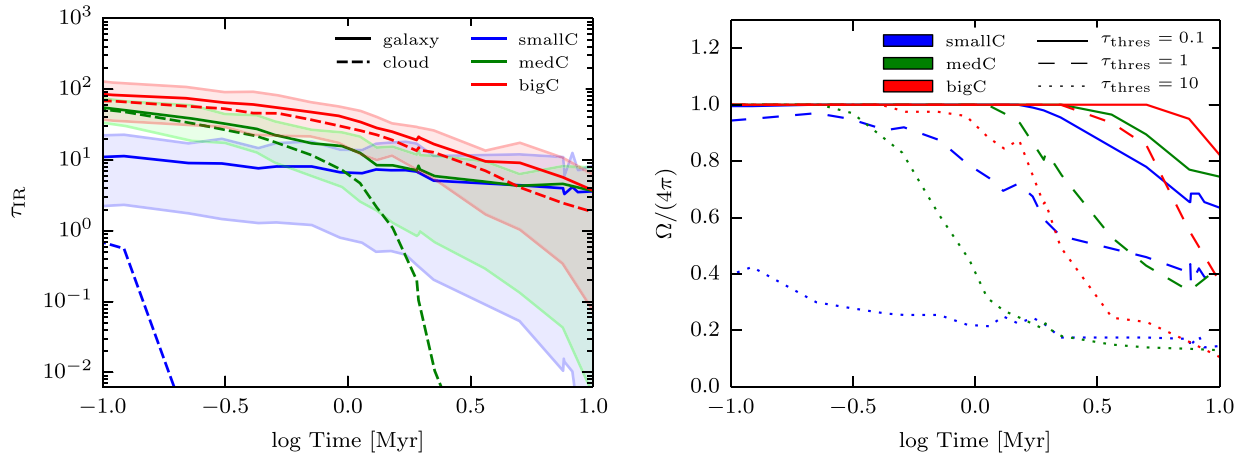 10³
10²
10¹
10⁰
10⁻¹
10⁻²
τ_IR
galaxy
cloud
smallC
medC
bigC
−1.0 −0.5 0.0 0.5 1.0
log Time [Myr]
1.2
1.0
0.8
0.6
0.4
0.2
0.0
Ω/(4π)
smallC
medC
bigC
τ_thres = 0.1
τ_thres = 1
τ_thres = 10
−1.0 −0.5 0.0 0.5 1.0
log Time [Myr]